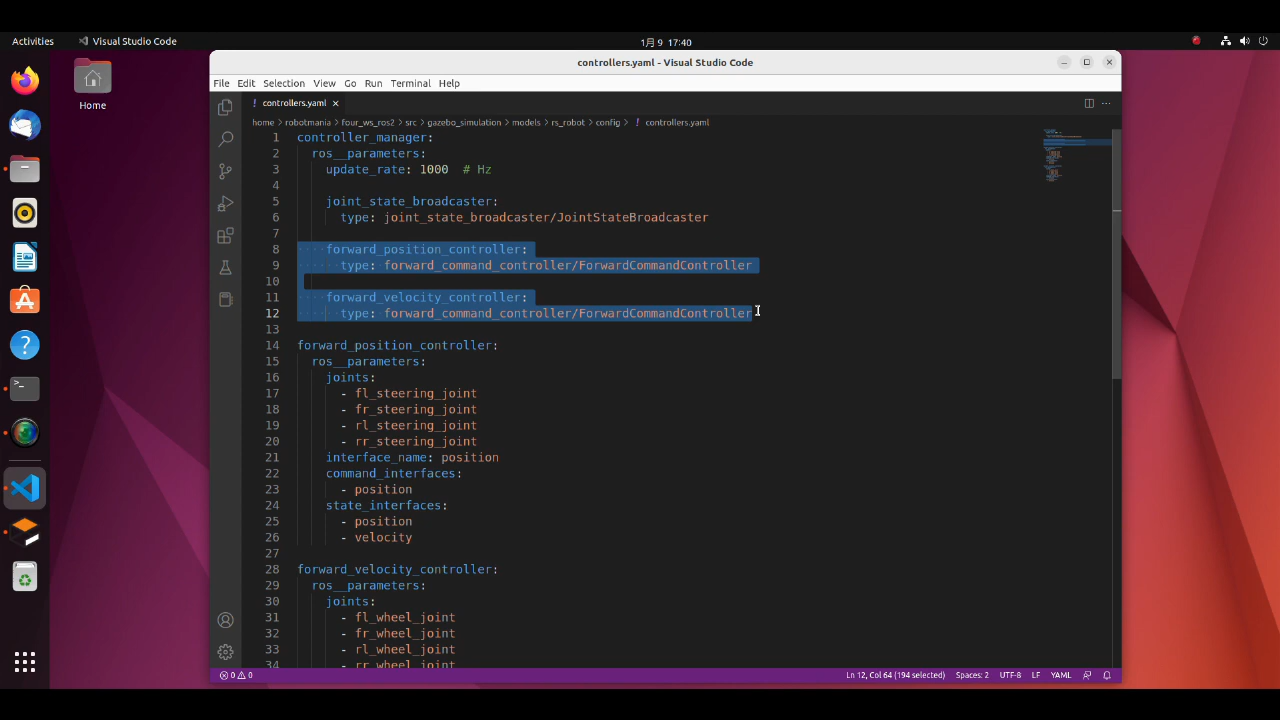 Activities
Visual Studio Code
1月 9 17:40
Home
controllers.yaml - Visual Studio Code
File Edit Selection View Go Run Terminal Help
! controllers.yaml
home > robotmania > four_ws_ros2 > src > gazebo_simulation > models > rs_robot > config > ! controllers.yaml
1 controller_manager:
2 ros__parameters:
3 update_rate: 1000 # Hz
4
5 joint_state_broadcaster:
6 type: joint_state_broadcaster/JointStateBroadcaster
7
8 forward_position_controller:
9 type: forward_command_controller/ForwardCommandController
10
11 forward_velocity_controller:
12 type: forward_command_controller/ForwardCommandController
13
14 forward_position_controller:
15 ros__parameters:
16 joints:
17 - fl_steering_joint
18 - fr_steering_joint
19 - rl_steering_joint
20 - rr_steering_joint
21 interface_name: position
22 command_interfaces:
23 - position
24 state_interfaces:
25 - position
26 - velocity
27
28 forward_velocity_controller:
29 ros__parameters:
30 joints:
31 - fl_wheel_joint
32 - fr_wheel_joint
33 - rl_wheel_joint
34 - rr_wheel_joint
0 0
Ln 12, Col 64 (194 selected) Spaces: 2 UTF-8 LF YAML